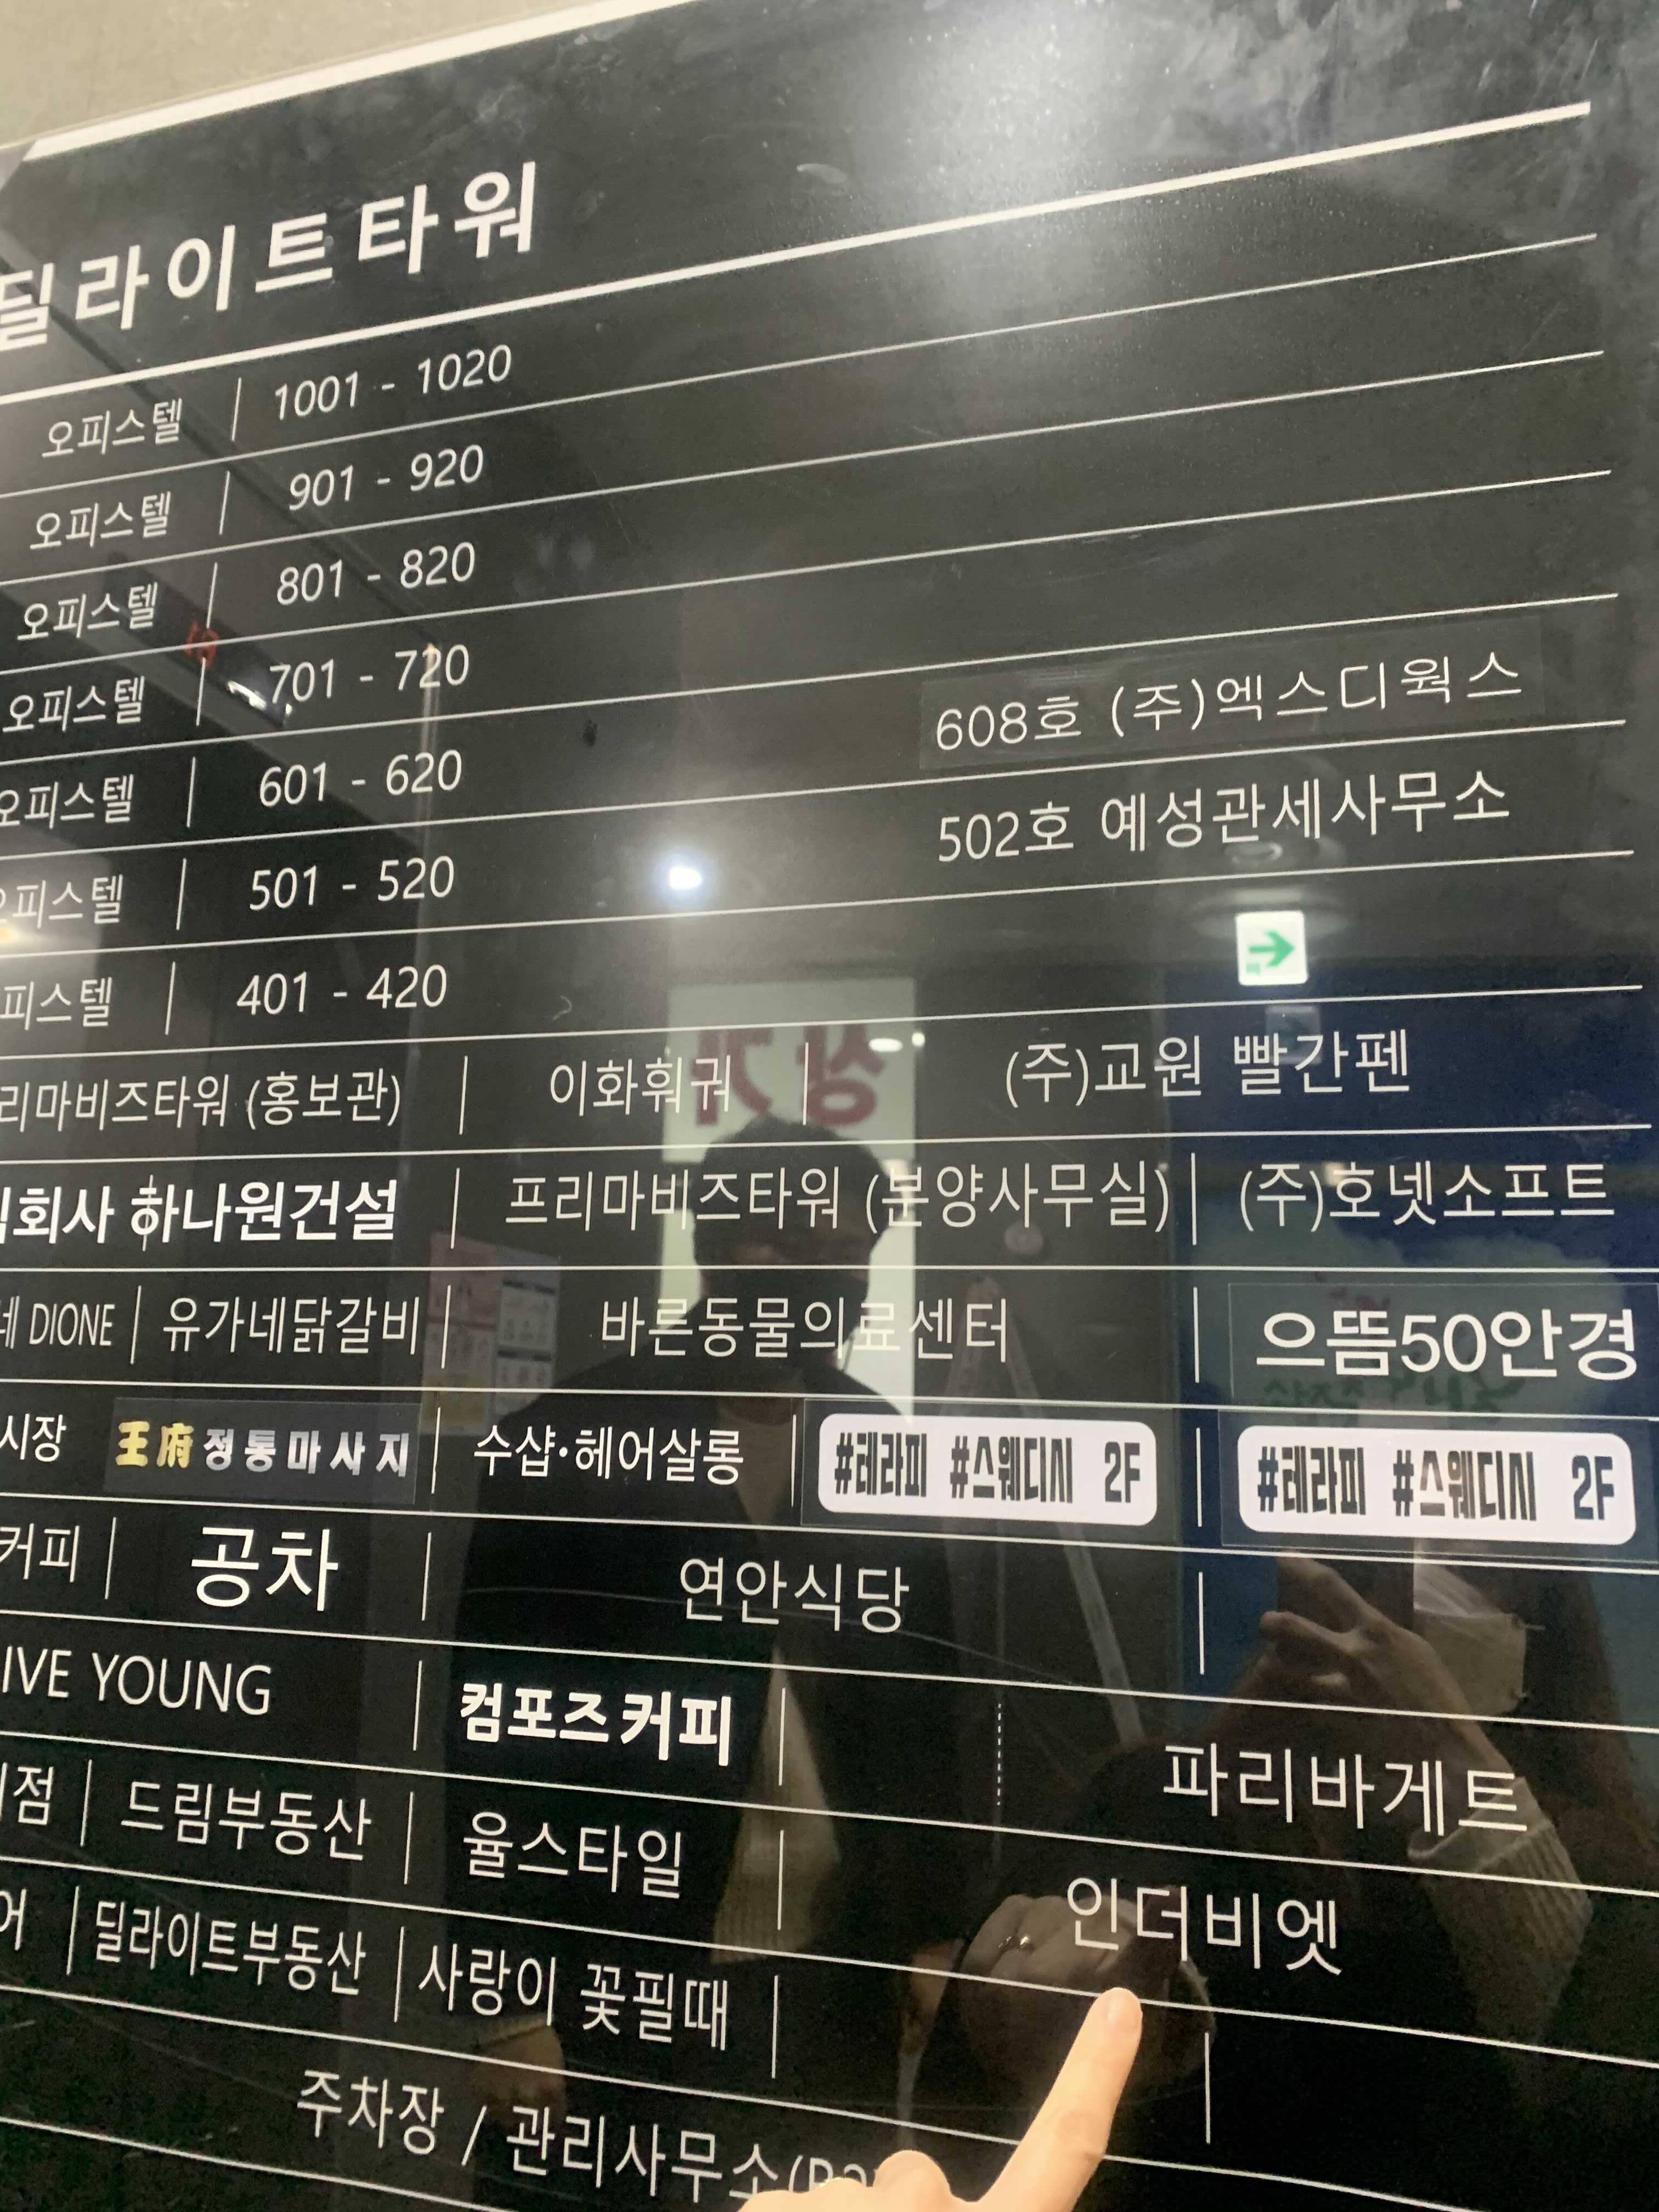 딜라이트타워
오피스텔 | 1001 - 1020
오피스텔 | 901 - 920
오피스텔 | 801 - 820
오피스텔 | 701 - 720
오피스텔 | 601 - 620 608호 (주)엑스디웍스
오피스텔 | 501 - 520 502호 예성관세사무소
피스텔 | 401 - 420
리마비즈타워 (홍보관) | 이화훠궈 | (주)교원 빨간펜
회사 하나원건설 | 프리마비즈타워 (분양사무실) | (주)호넷소프트
네 DIONE | 유가네닭갈비 | 바른동물의료센터 | 으뜸50안경
시장 王府 정통마사지 | 수샵·헤어살롱 | #테라피 #스웨디시 2F | #테라피 #스웨디시 2F
커피 | 공차 | 연안식당 |
IVE YOUNG | 컴포즈커피 | 파리바게트
점 | 드림부동산 | 율스타일 | 인더비엣
어 | 딜라이트부동산 | 사랑이 꽃필때 |
주차장 / 관리사무소(B2
상가